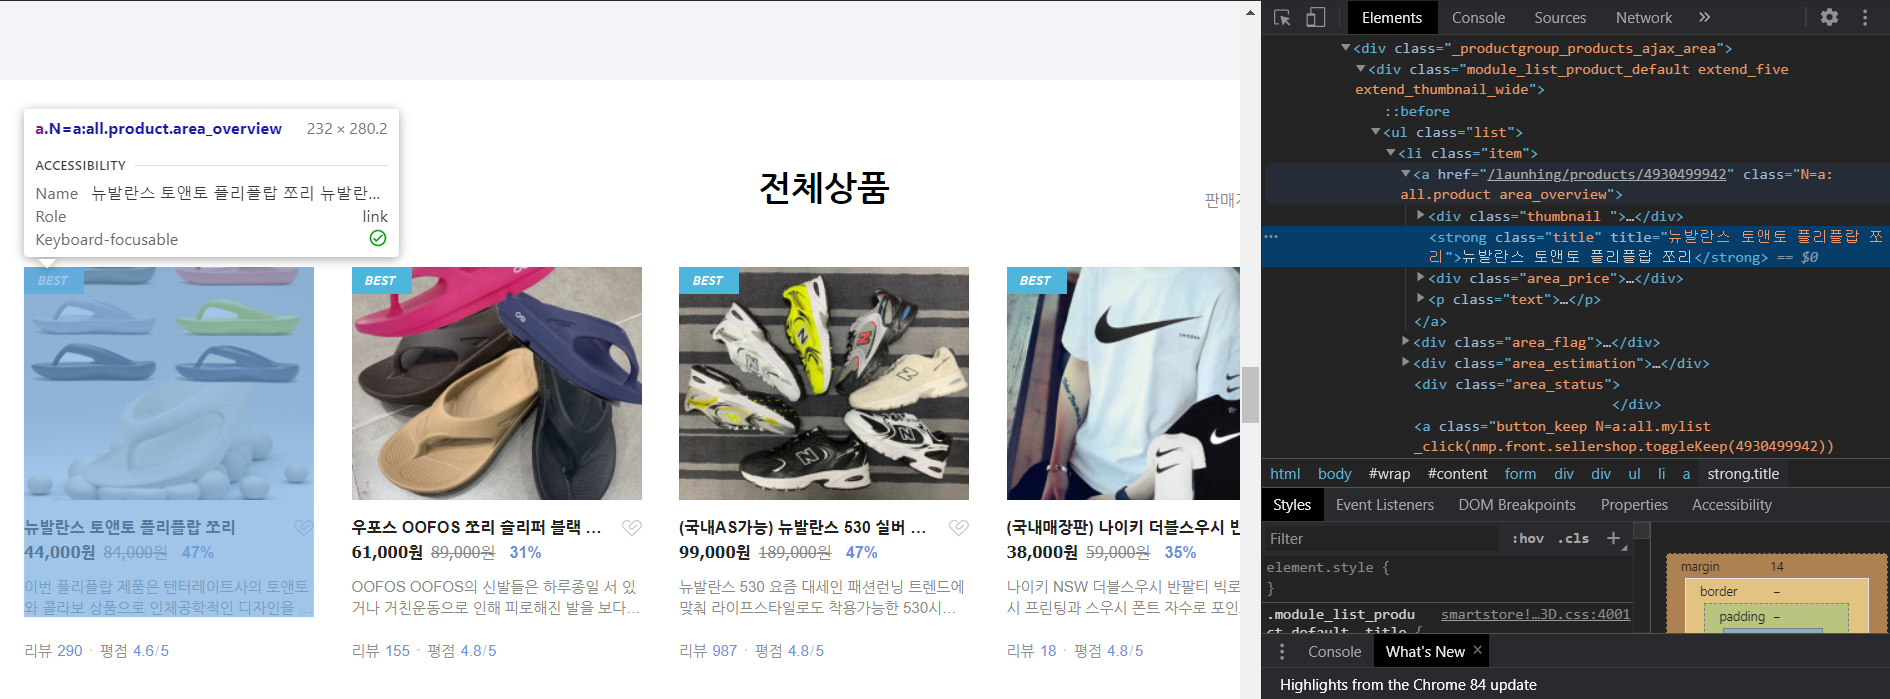 a.N=a:all.product.area_overview 232 × 280.2
ACCESSIBILITY
Name 뉴발란스 토앤토 플리플랍 쪼리 뉴발란...
Role link
Keyboard-focusable
전체상품
BEST
뉴발란스 토앤토 플리플랍 쪼리
44,000원 84,000원 47%
이번 플리플랍 제품은 텐터레이트사의 토앤토
와 콜라보 상품으로 인체공학적인 디자인을 ...
리뷰 290 · 평점 4.6/5
BEST
우포스 OOFOS 쪼리 슬리퍼 블랙 ...
61,000원 89,000원 31%
OOFOS OOFOS의 신발들은 하루종일 서 있
거나 거친운동으로 인해 피로해진 발을 보다...
리뷰 155 · 평점 4.8/5
BEST
(국내AS가능) 뉴발란스 530 실버 ...
99,000원 189,000원 47%
뉴발란스 530 요즘 대세인 패션러닝 트렌드에
맞춰 라이프스타일로도 착용가능한 530시...
리뷰 987 · 평점 4.8/5
BEST
(국내매장판) 나이키 더블스우시 반
38,000원 59,000원 35%
나이키 NSW 더블스우시 반팔티 빅로
시 프린팅과 스우시 폰트 자수로 포인
리뷰 18 · 평점 4.8/5
Elements Console Sources Network »
<div class="_productgroup_products_ajax_area">
<div class="module_list_product_default extend_five
extend_thumbnail_wide">
::before
<ul class="list">
<li class="item">
<a href="/launhing/products/4930499942" class="N=a:
all.product area_overview">
<div class="thumbnail ">…</div>
<strong class="title" title="뉴발란스 토앤토 플리플랍 쪼
리">뉴발란스 토앤토 플리플랍 쪼리</strong> == $0
<div class="area_price">…</div>
<p class="text">…</p>
</a>
<div class="area_flag">…</div>
<div class="area_estimation">…</div>
<div class="area_status">
</div>
<a class="button_keep N=a:all.mylist
_click(nmp.front.sellershop.toggleKeep(4930499942))
html body #wrap #content form div div ul li a strong.title
Styles Event Listeners DOM Breakpoints Properties Accessibility
Filter :hov .cls +
element.style {
}
.module_list_produ smartstore!…3D.css:4001
ct_default .title {
margin 14
border –
padding –
Console What's New ×
Highlights from the Chrome 84 update